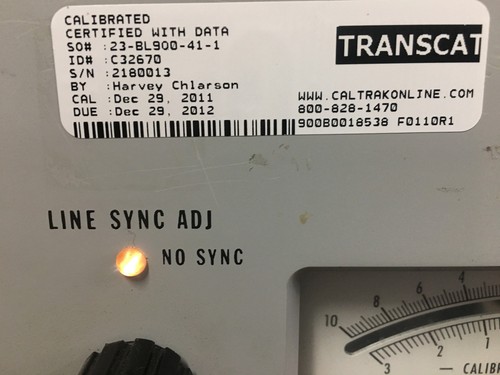 CALIBRATED
CERTIFIED WITH DATA
SO# : 23-BL900-41-1
ID# : C32670
S/N : 2180013
BY : Harvey Chlarson
CAL : Dec 29, 2011
DUE : Dec 29, 2012
TRANSCAT
WWW.CALTRAKONLINE.COM
800-828-1470
900B0018538 F0110R1
LINE SYNC ADJ
NO SYNC
10 8 6 4
3 2 1
— CALIB